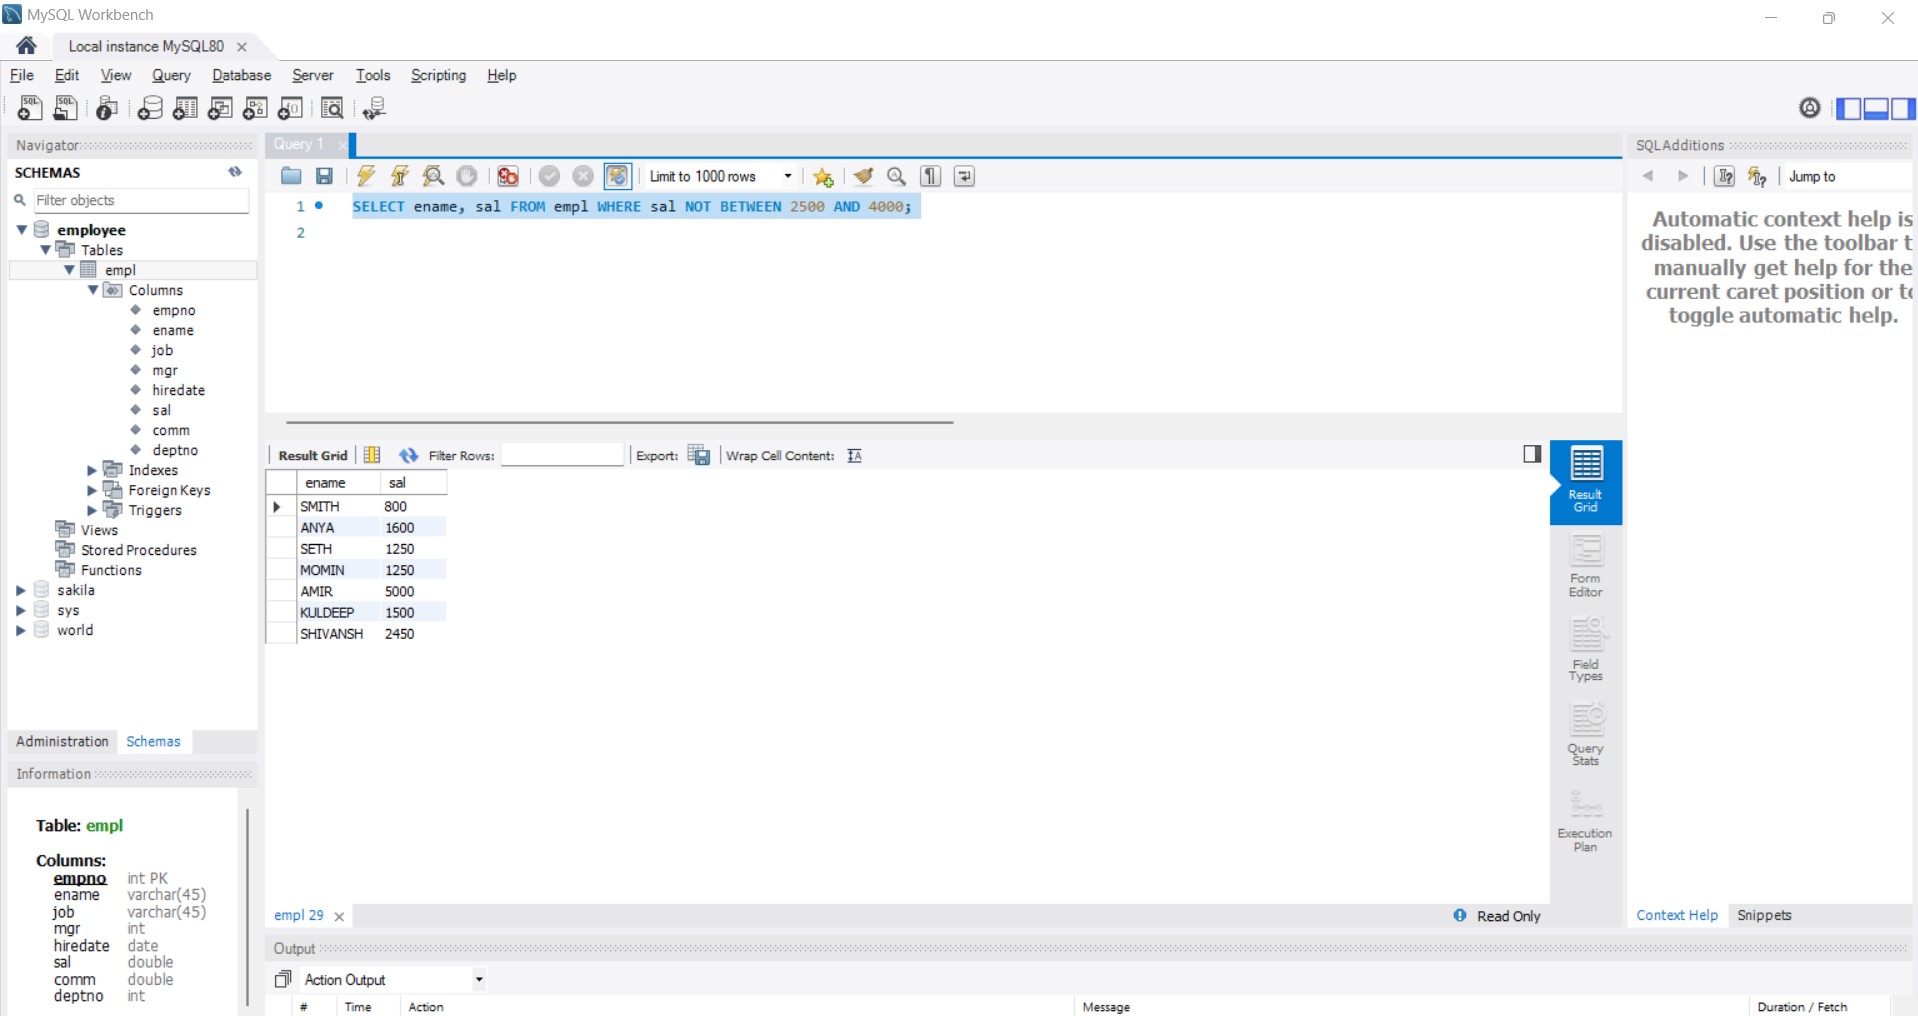 MySQL Workbench
Local instance MySQL80
File Edit View Query Database Server Tools Scripting Help
Navigator
SCHEMAS
Filter objects
employee
Tables
empl
Columns
empno
ename
job
mgr
hiredate
sal
comm
deptno
Indexes
Foreign Keys
Triggers
Views
Stored Procedures
Functions
sakila
sys
world
Administration Schemas
Information
Table: empl
Columns:
empno int PK
ename varchar(45)
job varchar(45)
mgr int
hiredate date
sal double
comm double
deptno int
Query 1
Limit to 1000 rows
1 SELECT ename, sal FROM empl WHERE sal NOT BETWEEN 2500 AND 4000;
2
Result Grid Filter Rows: Export: Wrap Cell Content:
ename sal
SMITH 800
ANYA 1600
SETH 1250
MOMIN 1250
AMIR 5000
KULDEEP 1500
SHIVANSH 2450
Result
Grid
Form
Editor
Field
Types
Query
Stats
Execution
Plan
empl 29
Read Only
Output
Action Output
# Time Action Message Duration / Fetch
SQLAdditions
Jump to
Automatic context help is
disabled. Use the toolbar t
manually get help for the
current caret position or to
toggle automatic help.
Context Help Snippets